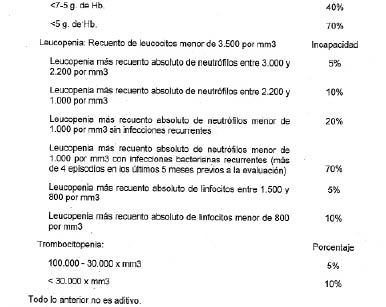 <7-5 g. de Hb. 40%
<5 g. de Hb. 70%
Leucopenia: Recuento de leucocitos menor de 3.500 por mm3 Incapacidad
Leucopenia más recuento absoluto de neutrófilos entre 3.000 y
2.200 por mm3 5%
Leucopenia más recuento absoluto de neutrófilos entre 2.200 y
1.000 por mm3 10%
Leucopenia más recuento absoluto de neutrófilos menor de
1.000 por mm3 sin infecciones recurrentes 20%
Leucopenia más recuento absoluto de neutrófilos menor de
1.000 por mm3 con infecciones bacterianas recurrentes (más
de 4 episodios en los últimos 5 meses previos a la evaluación) 70%
Leucopenia más recuento absoluto de linfocitos entre 1.500 y
800 por mm3 5%
Leucopenia más recuento absoluto de linfocitos menor de 800
por mm3 10%
Trombocitopenia: Porcentaje
100.000 - 30.000 x mm3 5%
< 30.000 x mm3 10%
Todo lo anterior no es aditivo.